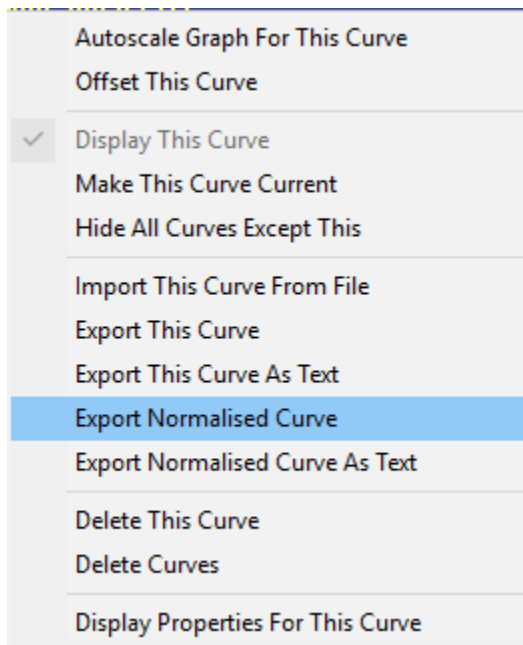 Autoscale Graph For This Curve
Offset This Curve
Display This Curve
Make This Curve Current
Hide All Curves Except This
Import This Curve From File
Export This Curve
Export This Curve As Text
Export Normalised Curve
Export Normalised Curve As Text
Delete This Curve
Delete Curves
Display Properties For This Curve